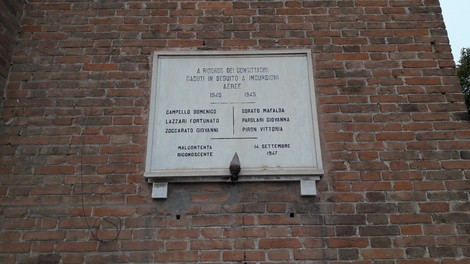 A RICORDO DEI CONCITTADINI
CADUTI IN SEGUITO A INCURSIONI
AEREE
1940 1945
CAMPELLO DOMENICO
LAZZARI FORTUNATO
ZOCCARATO GIOVANNI
DORATO MAFALDA
PAROLARI GIOVANNA
PIRON VITTORIA
MALCONTENTA
RICONOSCENTE
14 SETTEMBRE
1947